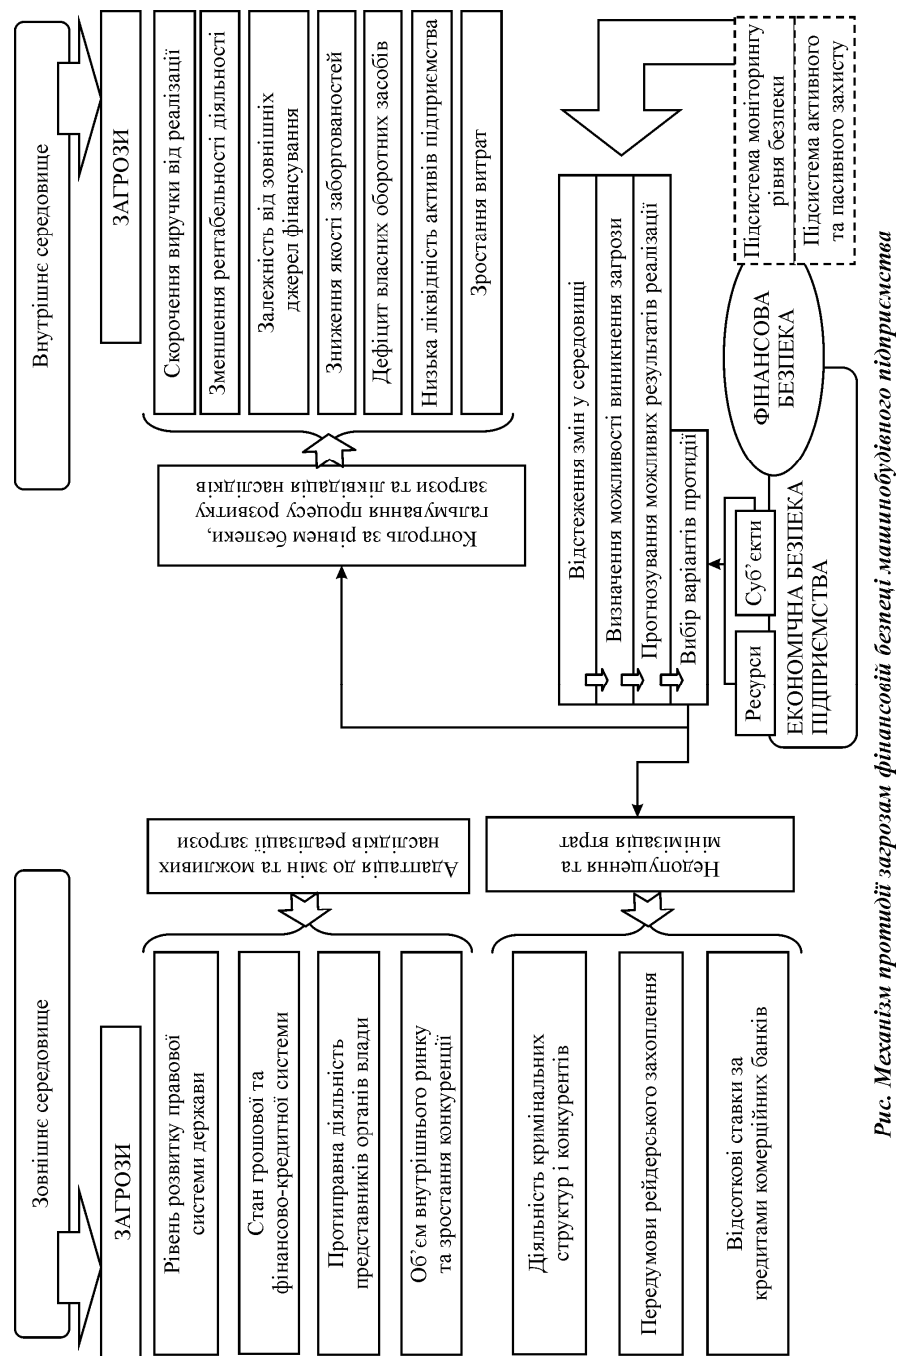 Зовнішнє середовище
ЗАГРОЗИ
Рівень розвитку правової
системи держави
Стан грошової та
фінансово-кредитної системи
Протиправна діяльність
представників органів влади
Об’єм внутрішнього ринку
та зростання конкуренції
Діяльність кримінальних
структур і конкурентів
Передумови рейдерського захоплення
Відсоткові ставки за
кредитами комерційних банків
Адаптація до змін та можливих
наслідків реалізації загрози
Недопущення та
мінімізація втрат
Внутрішнє середовище
ЗАГРОЗИ
Скорочення виручки від реалізації
Зменшення рентабельності діяльності
Залежність від зовнішніх
джерел фінансування
Зниження якості заборгованостей
Дефіцит власних оборотних засобів
Низька ліквідність активів підприємства
Зростання витрат
Контроль за рівнем безпеки,
гальмування процесу розвитку
загрози та ліквідація наслідків
Відстеження змін у середовищі
Визначення можливості виникнення загрози
Прогнозування можливих результатів реалізації
Вибір варіантів протидії
Ресурси
Суб’єкти
ЕКОНОМІЧНА БЕЗПЕКА
ПІДПРИЄМСТВА
ФІНАНСОВА
БЕЗПЕКА
Підсистема моніторингу
рівня безпеки
Підсистема активного
та пасивного захисту
Рис. Механізм протидії загрозам фінансовій безпеці машинобудівного підприємства